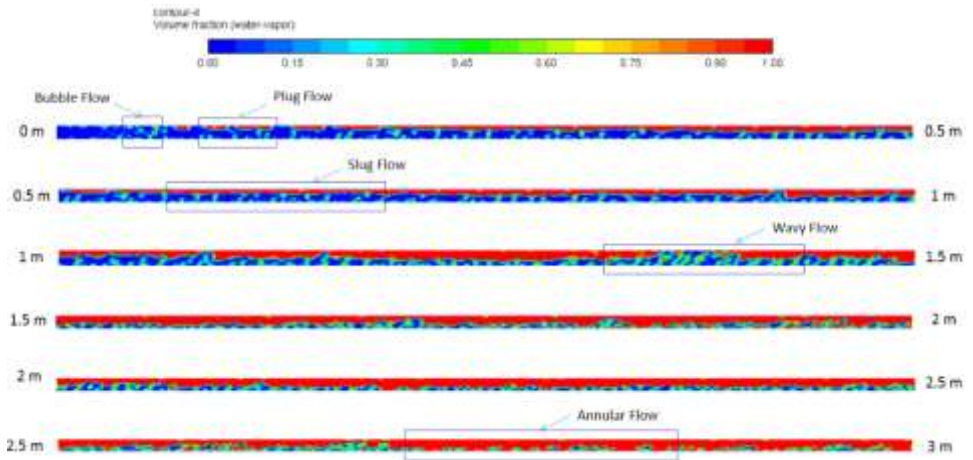 contour-4
Volume fraction (water-vapor)
0.00 0.15 0.30 0.45 0.60 0.75 0.90 1.00
Bubble Flow Plug Flow
0 m 0.5 m
Slug Flow
0.5 m 1 m
Wavy Flow
1 m 1.5 m
1.5 m 2 m
2 m 2.5 m
Annular Flow
2.5 m 3 m